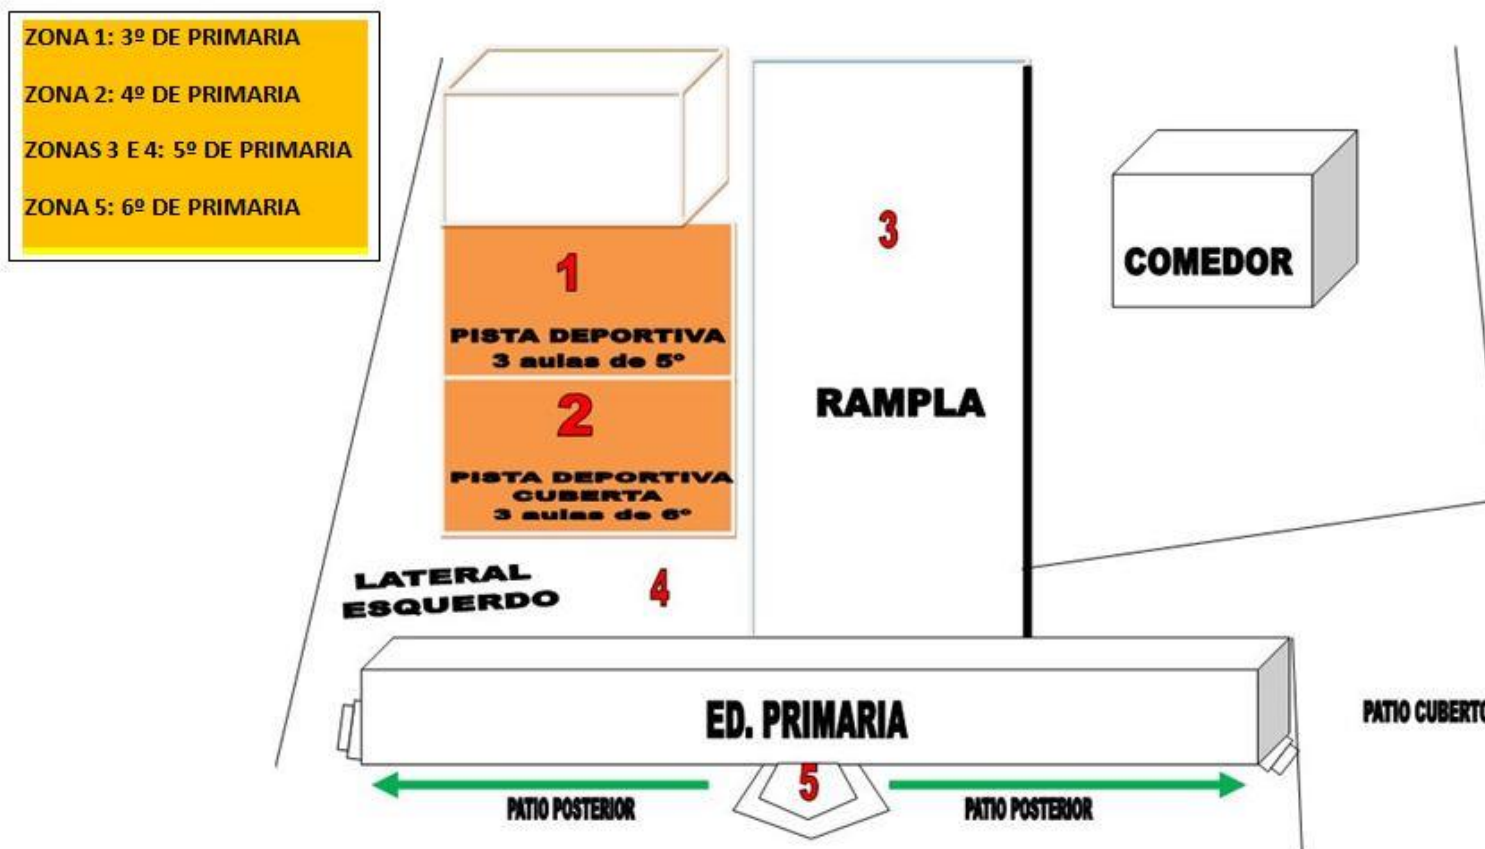 ZONA 1: 3º DE PRIMARIA
ZONA 2: 4º DE PRIMARIA
ZONAS 3 E 4: 5º DE PRIMARIA
ZONA 5: 6º DE PRIMARIA
1
PISTA DEPORTIVA
3 aulas de 5º
2
PISTA DEPORTIVA
CUBERTA
3 aulas de 6º
3
RAMPLA
COMEDOR
LATERAL
ESQUERDO
4
ED. PRIMARIA
PATIO CUBERTO
5
PATIO POSTERIOR
PATIO POSTERIOR